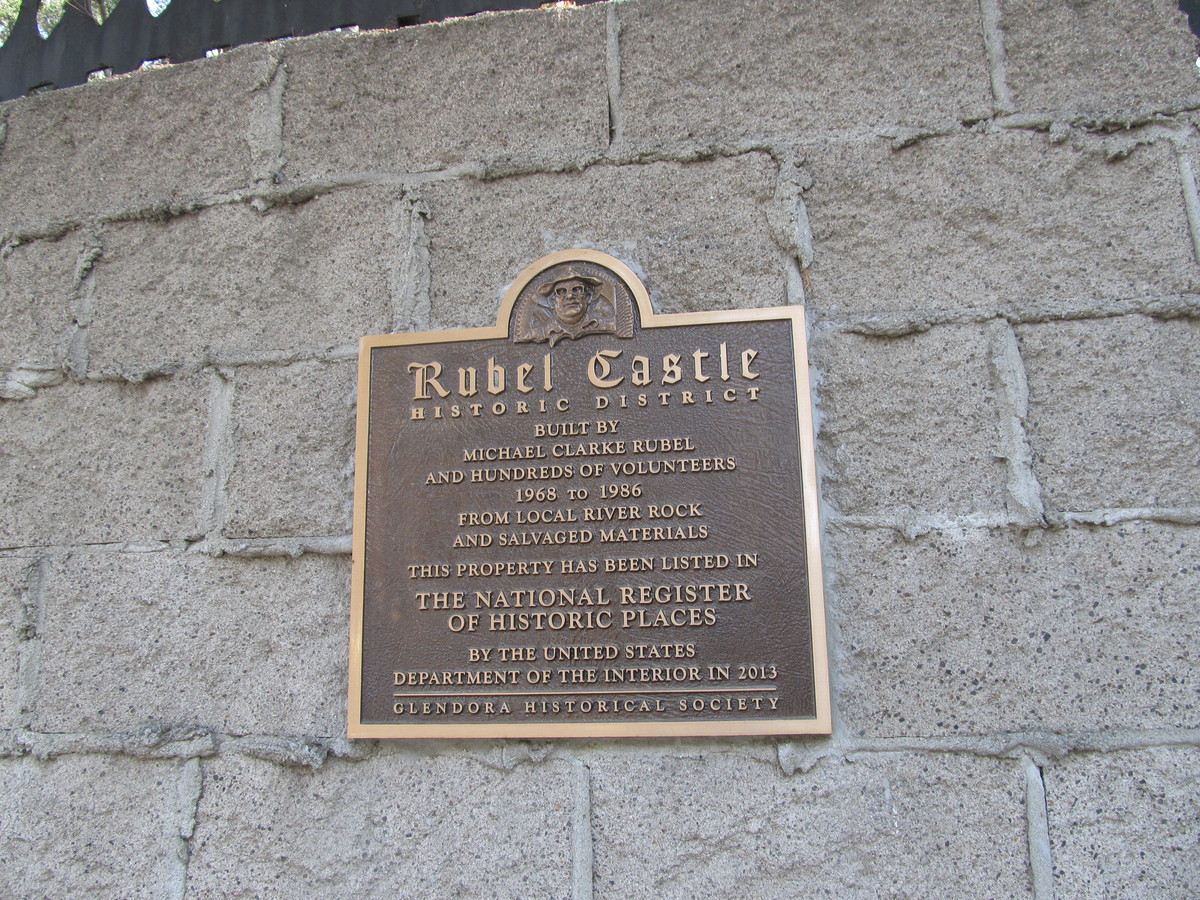 Rubel Castle
HISTORIC DISTRICT
BUILT BY
MICHAEL CLARKE RUBEL
AND HUNDREDS OF VOLUNTEERS
1968 TO 1986
FROM LOCAL RIVER ROCK
AND SALVAGED MATERIALS
THIS PROPERTY HAS BEEN LISTED IN
THE NATIONAL REGISTER
OF HISTORIC PLACES
BY THE UNITED STATES
DEPARTMENT OF THE INTERIOR IN 2013
GLENDORA HISTORICAL SOCIETY